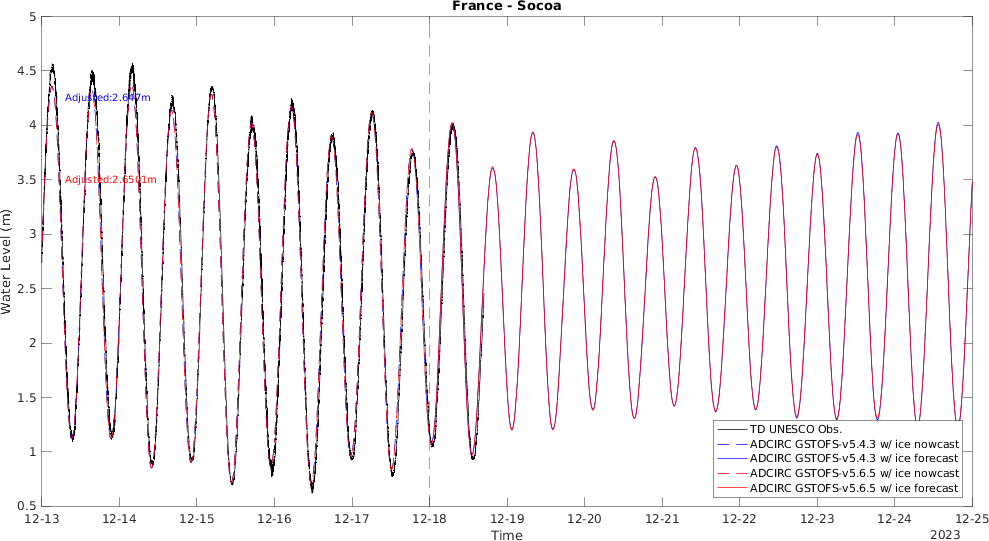 France - Socoa
5
4.5
4
3.5
3
2.5
2
1.5
1
0.5
Water Level (m)
Adjusted:2.647m
Adjusted:2.6501m
TD UNESCO Obs.
ADCIRC GSTOFS-v5.4.3 w/ ice nowcast
ADCIRC GSTOFS-v5.4.3 w/ ice forecast
ADCIRC GSTOFS-v5.6.5 w/ ice nowcast
ADCIRC GSTOFS-v5.6.5 w/ ice forecast
12-13 12-14 12-15 12-16 12-17 12-18 12-19 12-20 12-21 12-22 12-23 12-24 12-25
Time
2023